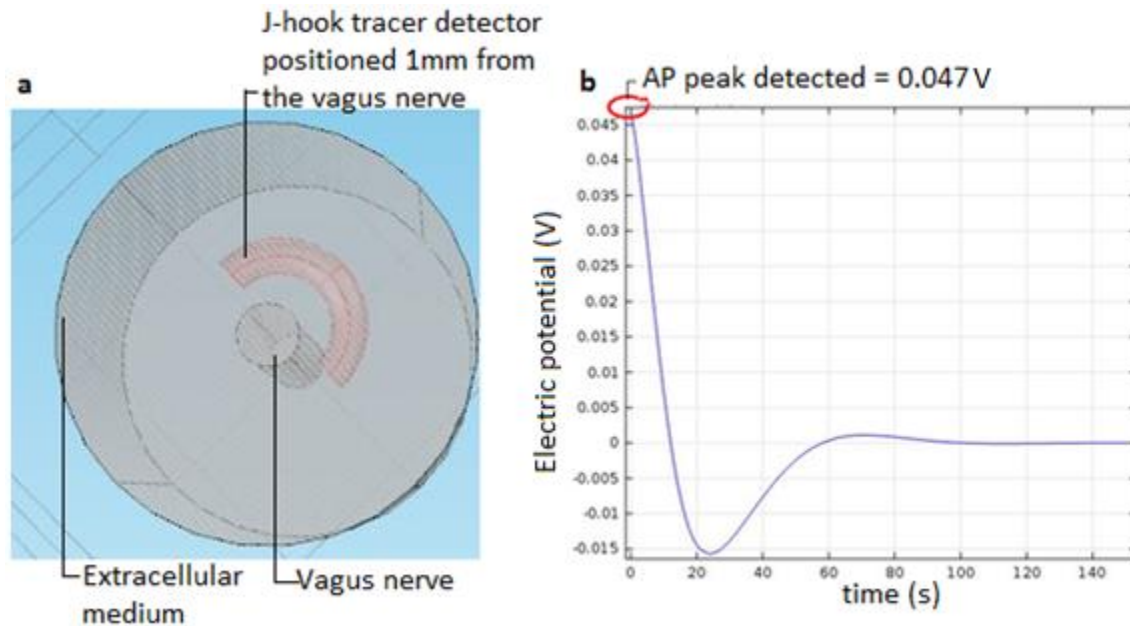 J-hook tracer detector
positioned 1mm from
the vagus nerve
a
Extracellular
medium
Vagus nerve
b
AP peak detected = 0.047 V
Electric potential (V)
0.045
0.04
0.035
0.03
0.025
0.02
0.015
0.01
0.005
0
-0.005
-0.01
-0.015
0 20 40 60 80 100 120 140
time (s)